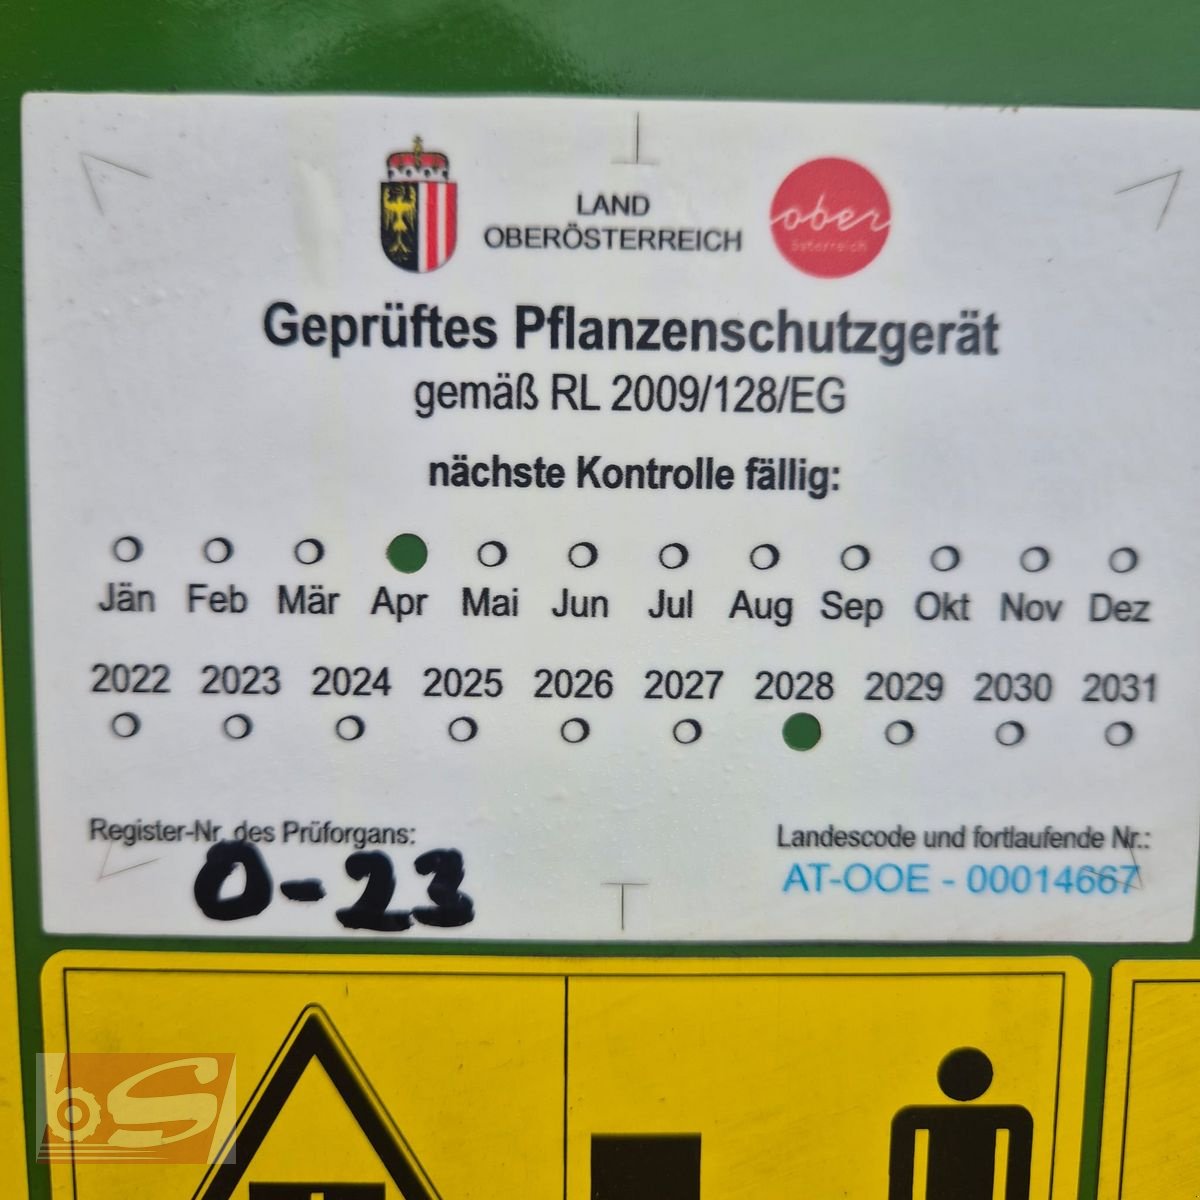 LAND
OBERÖSTERREICH
ober
österreich
Geprüftes Pflanzenschutzgerät
gemäß RL 2009/128/EG
nächste Kontrolle fällig:
Jän Feb Mär Apr Mai Jun Jul Aug Sep Okt Nov Dez
2022 2023 2024 2025 2026 2027 2028 2029 2030 2031
Register-Nr. des Prüforgans:
0-23
Landescode und fortlaufende Nr.:
AT-OOE - 00014667
bS